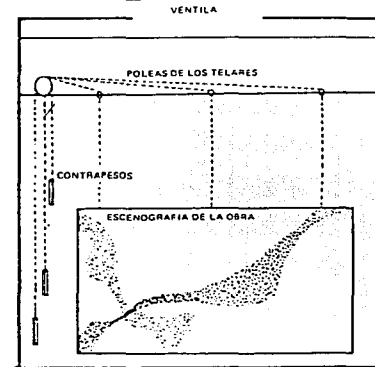 VENTILA
POLEAS DE LOS TELARES
CONTRAPESOS
ESCENOGRAFIA DE LA OBRA